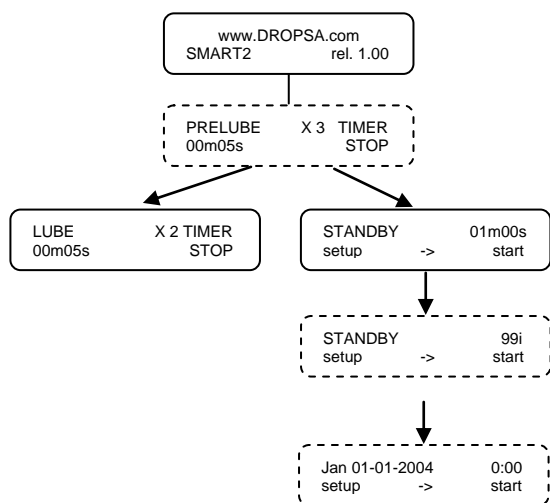 www.DROPSA.com
SMART2 rel. 1.00
PRELUBE X 3 TIMER
00m05s STOP
LUBE X 2 TIMER
00m05s STOP
STANDBY 01m00s
setup -> start
STANDBY 99i
setup -> start
Jan 01-01-2004 0:00
setup -> start